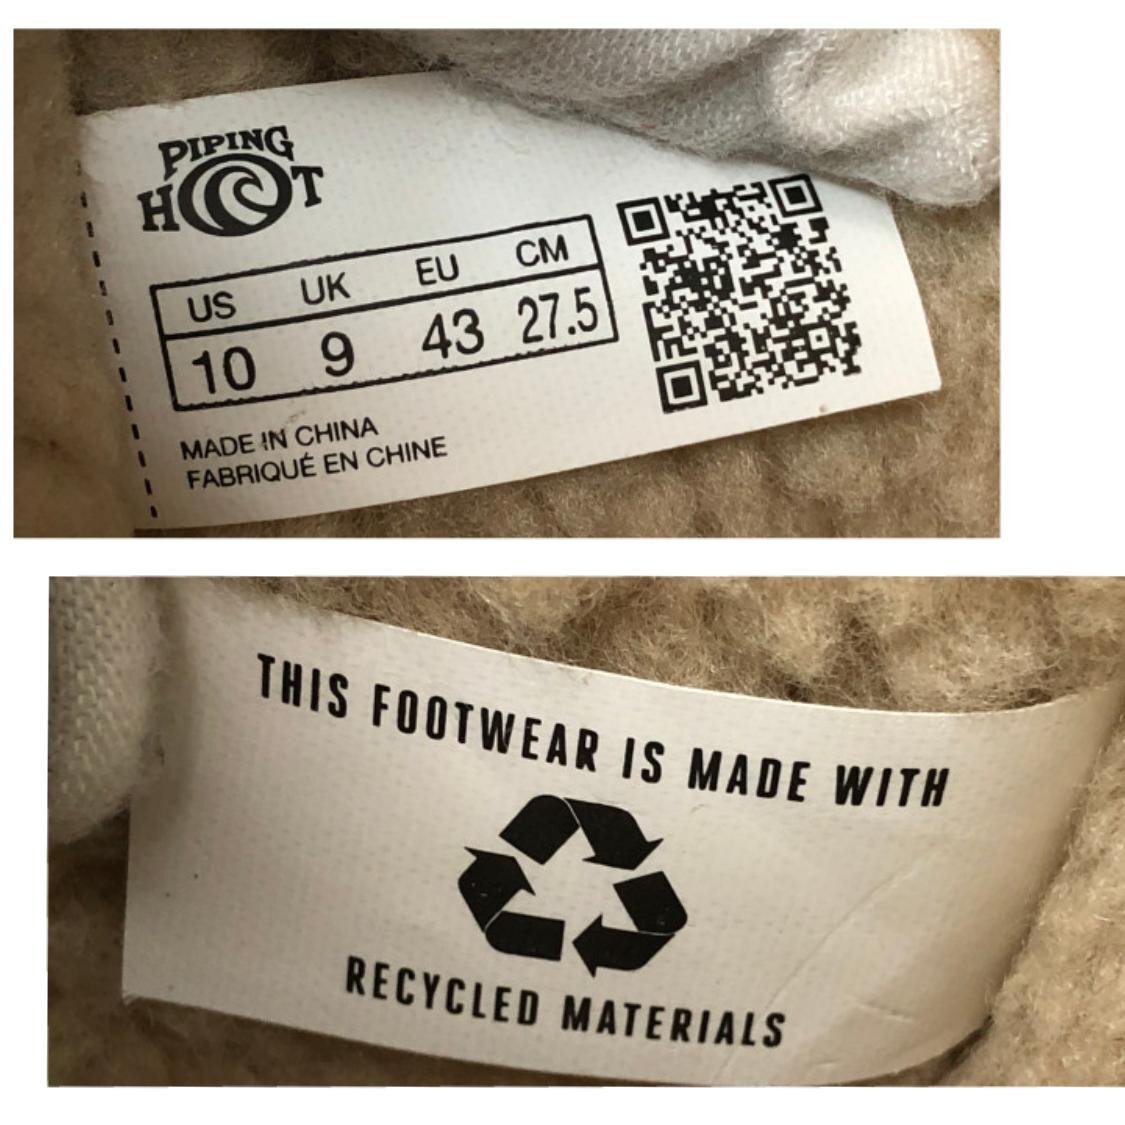 PIPING
HOT
US UK EU CM
10 9 43 27.5
MADE IN CHINA
FABRIQUÉ EN CHINE
THIS FOOTWEAR IS MADE WITH
RECYCLED MATERIALS